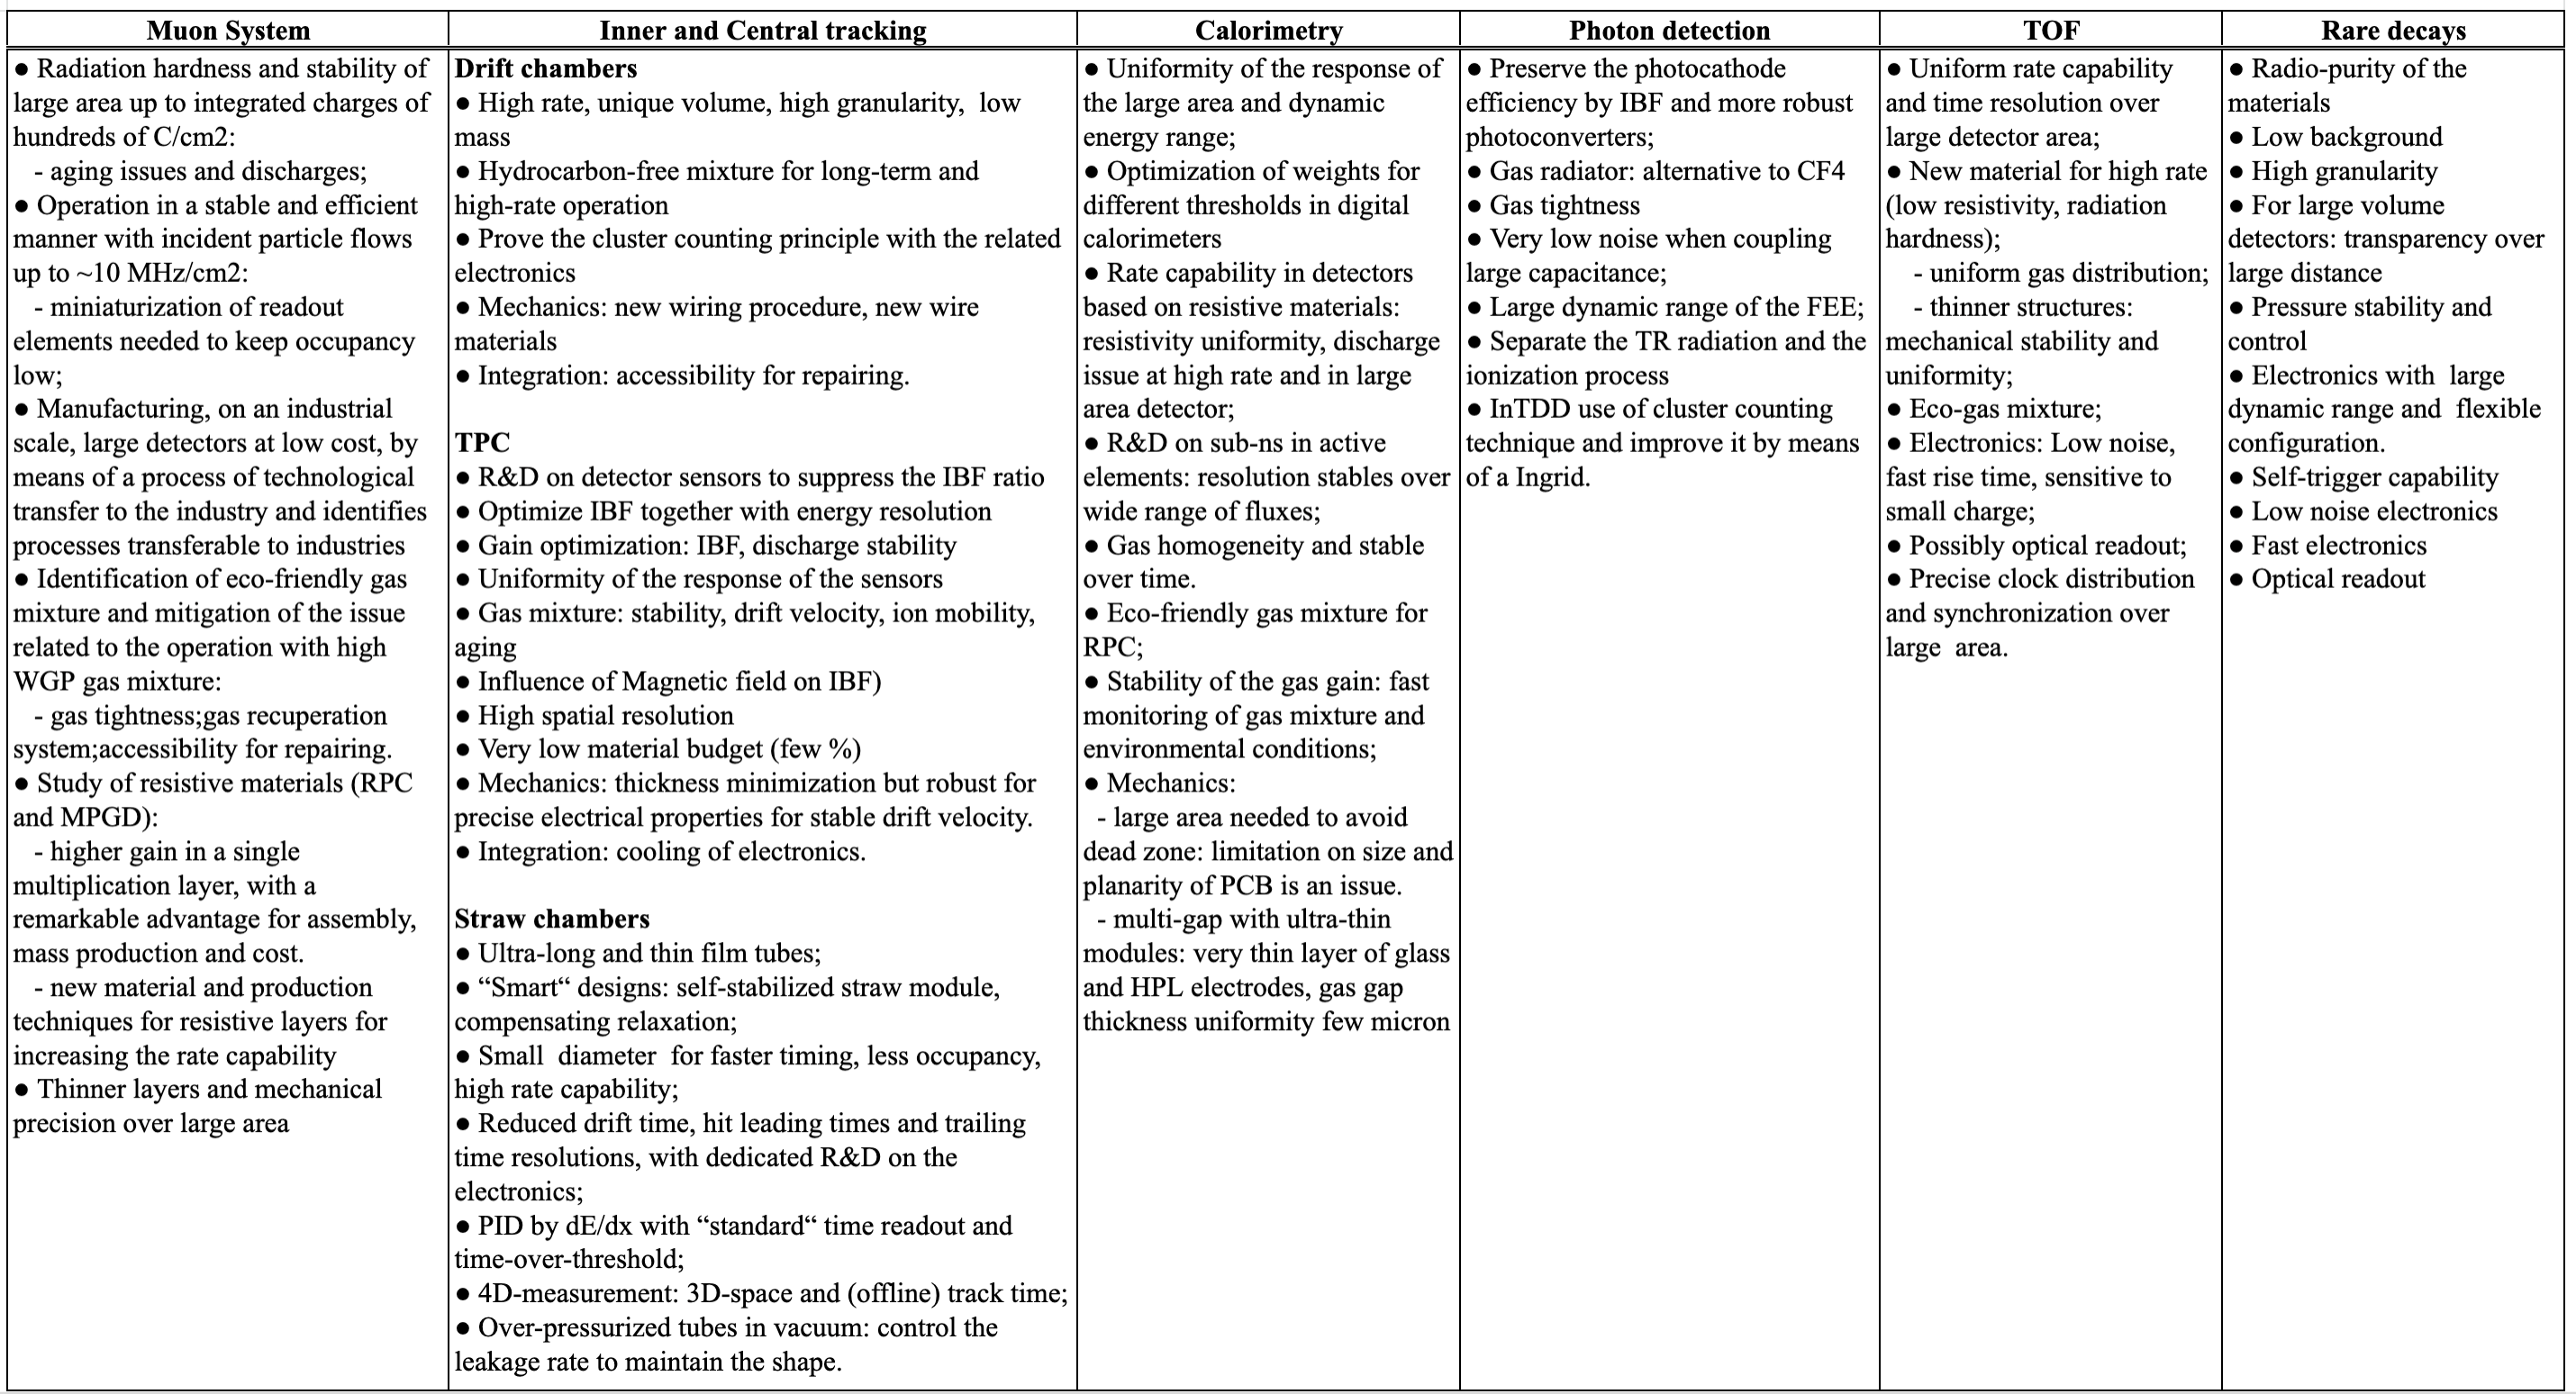 Muon System
● Radiation hardness and stability of
large area up to integrated charges of
hundreds of C/cm2:
- aging issues and discharges;
● Operation in a stable and efficient
manner with incident particle flows
up to ~10 MHz/cm2:
- miniaturization of readout
elements needed to keep occupancy
low;
● Manufacturing, on an industrial
scale, large detectors at low cost, by
means of a process of technological
transfer to the industry and identifies
processes transferable to industries
● Identification of eco-friendly gas
mixture and mitigation of the issue
related to the operation with high
WGP gas mixture:
- gas tightness;gas recuperation
system;accessibility for repairing.
● Study of resistive materials (RPC
and MPGD):
- higher gain in a single
multiplication layer, with a
remarkable advantage for assembly,
mass production and cost.
- new material and production
techniques for resistive layers for
increasing the rate capability
● Thinner layers and mechanical
precision over large area
Inner and Central tracking
Drift chambers
● High rate, unique volume, high granularity, low
mass
● Hydrocarbon-free mixture for long-term and
high-rate operation
● Prove the cluster counting principle with the related
electronics
● Mechanics: new wiring procedure, new wire
materials
● Integration: accessibility for repairing.
TPC
● R&D on detector sensors to suppress the IBF ratio
● Optimize IBF together with energy resolution
● Gain optimization: IBF, discharge stability
● Uniformity of the response of the sensors
● Gas mixture: stability, drift velocity, ion mobility,
aging
● Influence of Magnetic field on IBF)
● High spatial resolution
● Very low material budget (few %)
● Mechanics: thickness minimization but robust for
precise electrical properties for stable drift velocity.
● Integration: cooling of electronics.
Straw chambers
● Ultra-long and thin film tubes;
● “Smart“ designs: self-stabilized straw module,
compensating relaxation;
● Small diameter for faster timing, less occupancy,
high rate capability;
● Reduced drift time, hit leading times and trailing
time resolutions, with dedicated R&D on the
electronics;
● PID by dE/dx with “standard“ time readout and
time-over-threshold;
● 4D-measurement: 3D-space and (offline) track time;
● Over-pressurized tubes in vacuum: control the
leakage rate to maintain the shape.
Calorimetry
● Uniformity of the response of
the large area and dynamic
energy range;
● Optimization of weights for
different thresholds in digital
calorimeters
● Rate capability in detectors
based on resistive materials:
resistivity uniformity, discharge
issue at high rate and in large
area detector;
● R&D on sub-ns in active
elements: resolution stables over
wide range of fluxes;
● Gas homogeneity and stable
over time.
● Eco-friendly gas mixture for
RPC;
● Stability of the gas gain: fast
monitoring of gas mixture and
environmental conditions;
● Mechanics:
- large area needed to avoid
dead zone: limitation on size and
planarity of PCB is an issue.
- multi-gap with ultra-thin
modules: very thin layer of glass
and HPL electrodes, gas gap
thickness uniformity few micron
Photon detection
● Preserve the photocathode
efficiency by IBF and more robust
photoconverters;
● Gas radiator: alternative to CF4
● Gas tightness
● Very low noise when coupling
large capacitance;
● Large dynamic range of the FEE;
● Separate the TR radiation and the
ionization process
● InTDD use of cluster counting
technique and improve it by means
of a Ingrid.
TOF
● Uniform rate capability
and time resolution over
large detector area;
● New material for high rate
(low resistivity, radiation
hardness);
- uniform gas distribution;
- thinner structures:
mechanical stability and
uniformity;
● Eco-gas mixture;
● Electronics: Low noise,
fast rise time, sensitive to
small charge;
● Possibly optical readout;
● Precise clock distribution
and synchronization over
large area.
Rare decays
● Radio-purity of the
materials
● Low background
● High granularity
● For large volume
detectors: transparency over
large distance
● Pressure stability and
control
● Electronics with large
dynamic range and flexible
configuration.
● Self-trigger capability
● Low noise electronics
● Fast electronics
● Optical readout